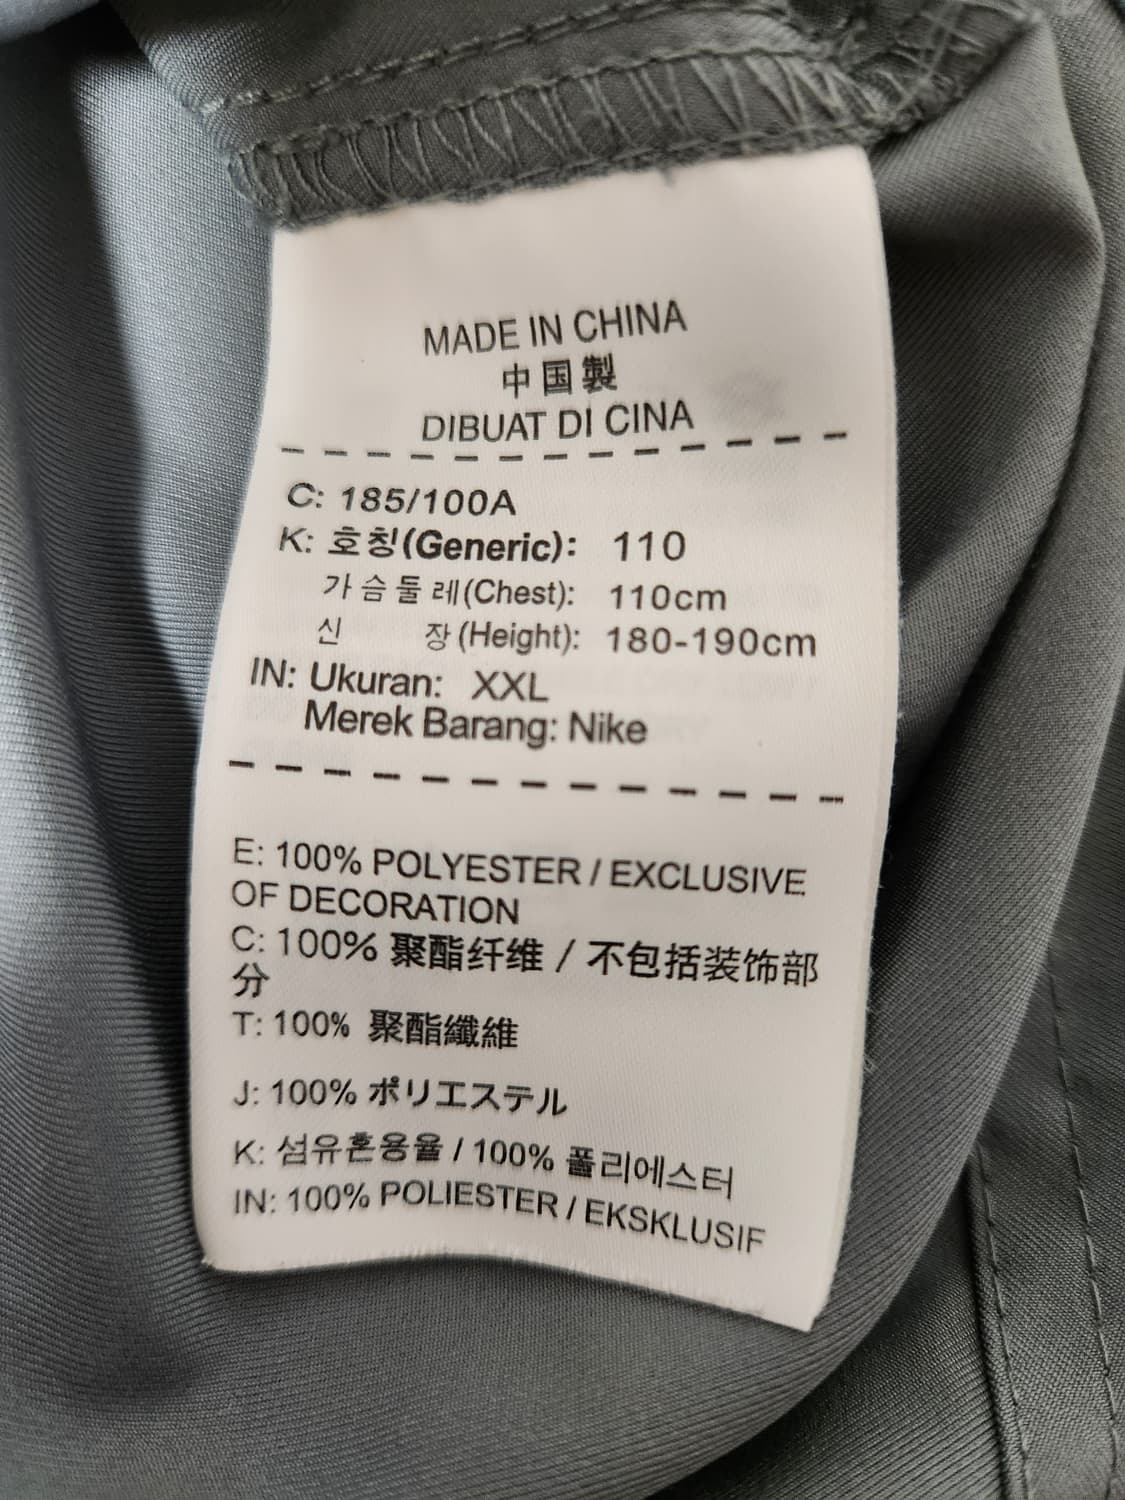 MADE IN CHINA
中国製
DIBUAT DI CINA
C: 185/100A
K: 호칭(Generic): 110
가슴둘레(Chest): 110cm
신 장(Height): 180-190cm
IN: Ukuran: XXL
Merek Barang: Nike
E: 100% POLYESTER / EXCLUSIVE
OF DECORATION
C: 100% 聚酯纤维 / 不包括装饰部
分
T: 100% 聚酯纖維
J: 100% ポリエステル
K: 섬유혼용율 / 100% 폴리에스터
IN: 100% POLIESTER / EKSKLUSIF